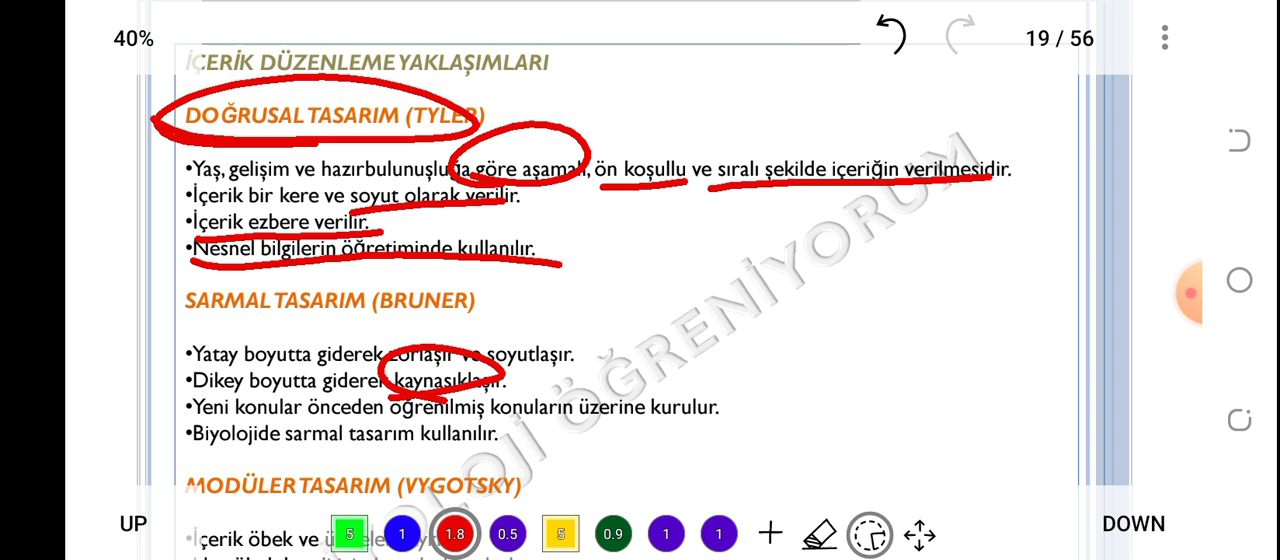 40%
19 / 56
İÇERİK DÜZENLEME YAKLAŞIMLARI
DOĞRUSAL TASARIM (TYLER)
•Yaş, gelişim ve hazırbulunuşluğa göre aşamalı, ön koşullu ve sıralı şekilde içeriğin verilmesidir.
•İçerik bir kere ve soyut olarak verilir.
•İçerik ezbere verilir.
•Nesnel bilgilerin öğretiminde kullanılır.
SARMAL TASARIM (BRUNER)
•Yatay boyutta giderek zorlaşır ve soyutlaşır.
•Dikey boyutta giderek kaynaşıklaşır.
•Yeni konular önceden öğrenilmiş konuların üzerine kurulur.
•Biyolojide sarmal tasarım kullanılır.
OLOJİ ÖĞRENİYORUM
MODÜLER TASARIM (VYGOTSKY)
UP
5 1 1.8 0.5 5 0.9 1 1
DOWN
•İçerik öbek ve